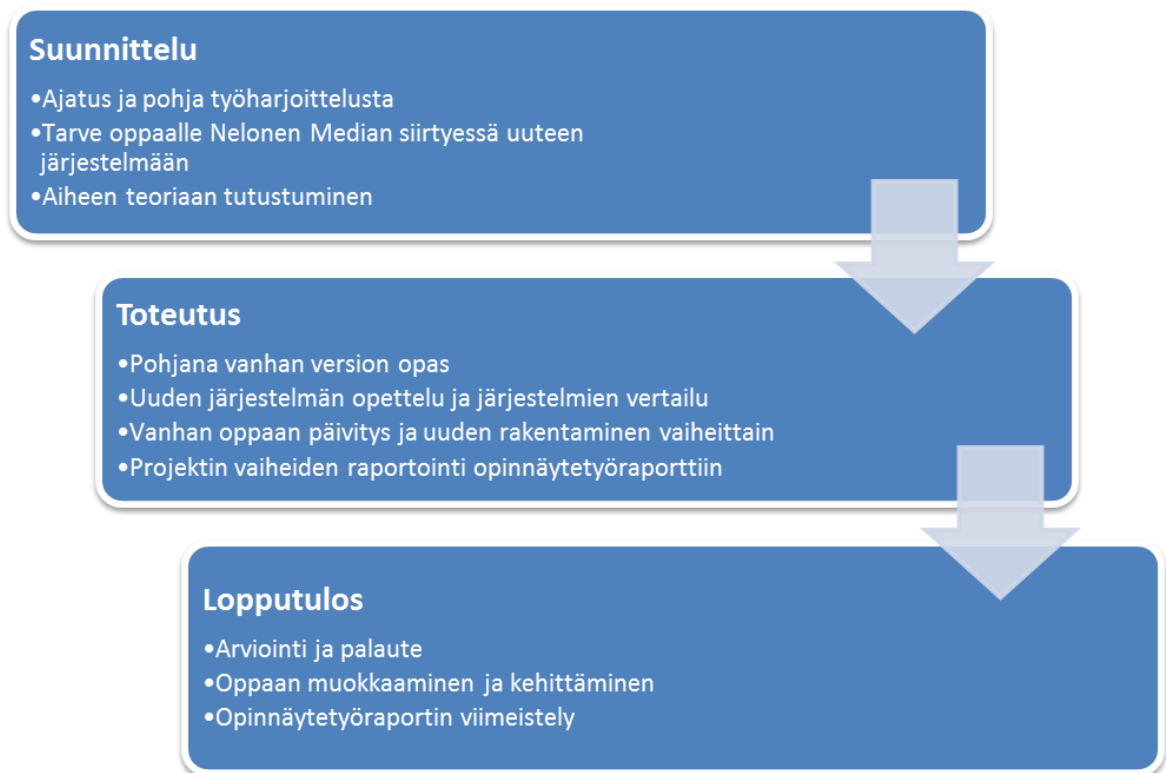 Suunnittelu
•Ajatus ja pohja työharjoittelusta
•Tarve oppaalle Nelonen Median siirtyessä uuteen
järjestelmään
•Aiheen teoriaan tutustuminen
Toteutus
•Pohjana vanhan version opas
•Uuden järjestelmän opettelu ja järjestelmien vertailu
•Vanhan oppaan päivitys ja uuden rakentaminen vaiheittain
•Projektin vaiheiden raportointi opinnäytetyöraporttiin
Lopputulos
•Arviointi ja palaute
•Oppaan muokkaaminen ja kehittäminen
•Opinnäytetyöraportin viimeistely